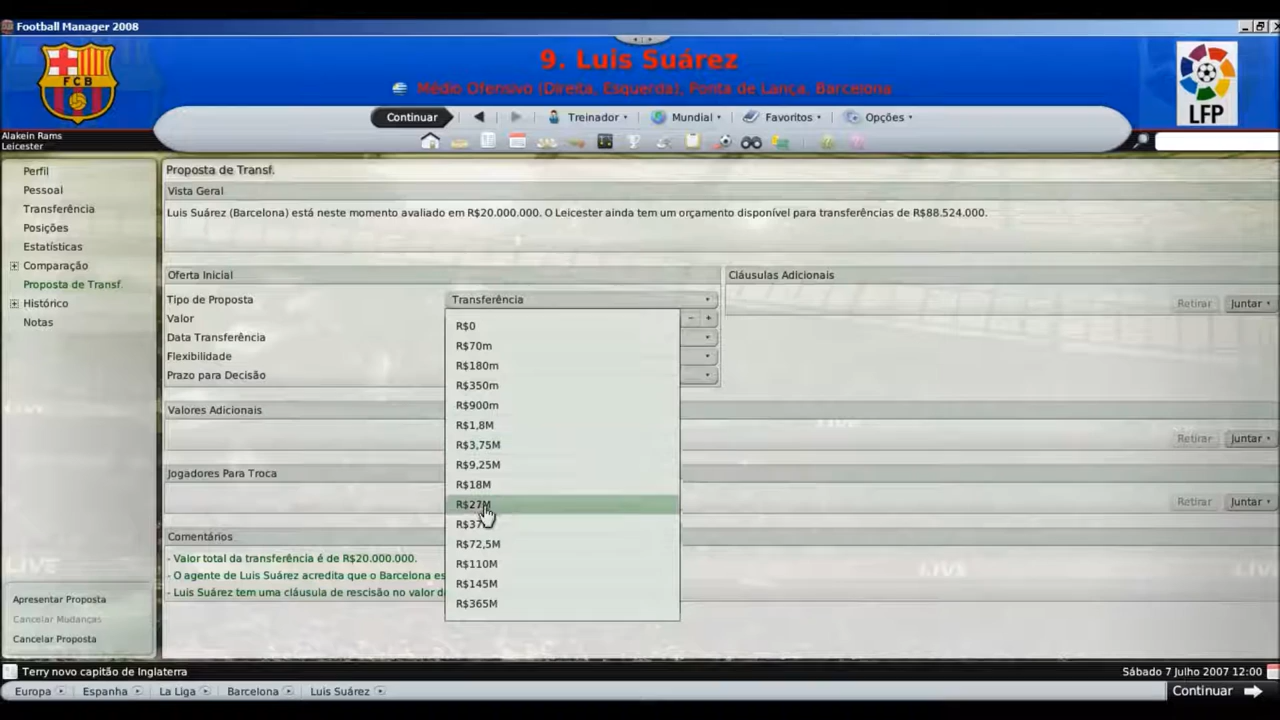 Football Manager 2008
FCB
9. Luis Suárez
Médio Ofensivo (Direita, Esquerda), Ponta de Lança, Barcelona
LFP
Continuar
Treinador
Mundial
Favoritos
Opções
Alakein Rams
Leicester
Perfil
Pessoal
Transferência
Posições
Estatísticas
Comparação
Proposta de Transf.
Histórico
Notas
Proposta de Transf.
Vista Geral
Luis Suárez (Barcelona) está neste momento avaliado em R$20.000.000. O Leicester ainda tem um orçamento disponível para transferências de R$88.524.000.
Oferta Inicial
Cláusulas Adicionais
Tipo de Proposta
Transferência
Retirar
Juntar
Valor
Data Transferência
Flexibilidade
Prazo para Decisão
R$0
R$70m
R$180m
R$350m
R$900m
R$1,8M
R$3,75M
R$9,25M
R$18M
R$27M
R$110M
R$72,5M
R$145M
R$365M
Valores Adicionais
Retirar
Juntar
Jogadores Para Troca
Retirar
Juntar
Comentários
- Valor total da transferência é de R$20.000.000.
- O agente de Luis Suárez acredita que o Barcelona
- Luis Suárez tem uma cláusula de rescisão no valor
LIVE
Apresentar Proposta
Cancelar Mudanças
Cancelar Proposta
Terry novo capitão de Inglaterra
Sábado 7 Julho 2007 12:00
Europa
Espanha
La Liga
Barcelona
Luis Suárez
Continuar